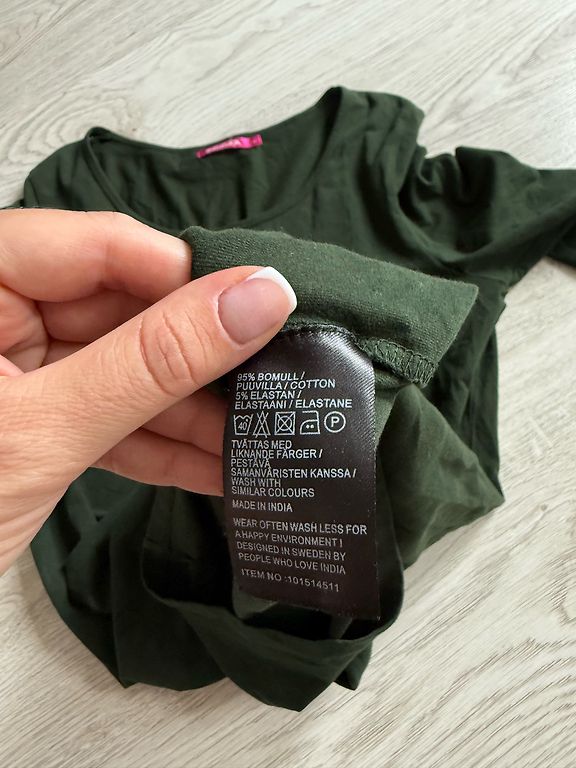 95% BOMULL /
PUUVILLA / COTTON
5% ELASTAN /
ELASTAANI / ELASTANE
40 P
TVÄTTAS MED
LIKNANDE FÄRGER /
PESTÄVÄ
SAMANVÄRISTEN KANSSA /
WASH WITH
SIMILAR COLOURS
MADE IN INDIA
WEAR OFTEN WASH LESS FOR
A HAPPY ENVIRONMENT I
DESIGNED IN SWEDEN BY
PEOPLE WHO LOVE INDIA
ITEM NO :101514511